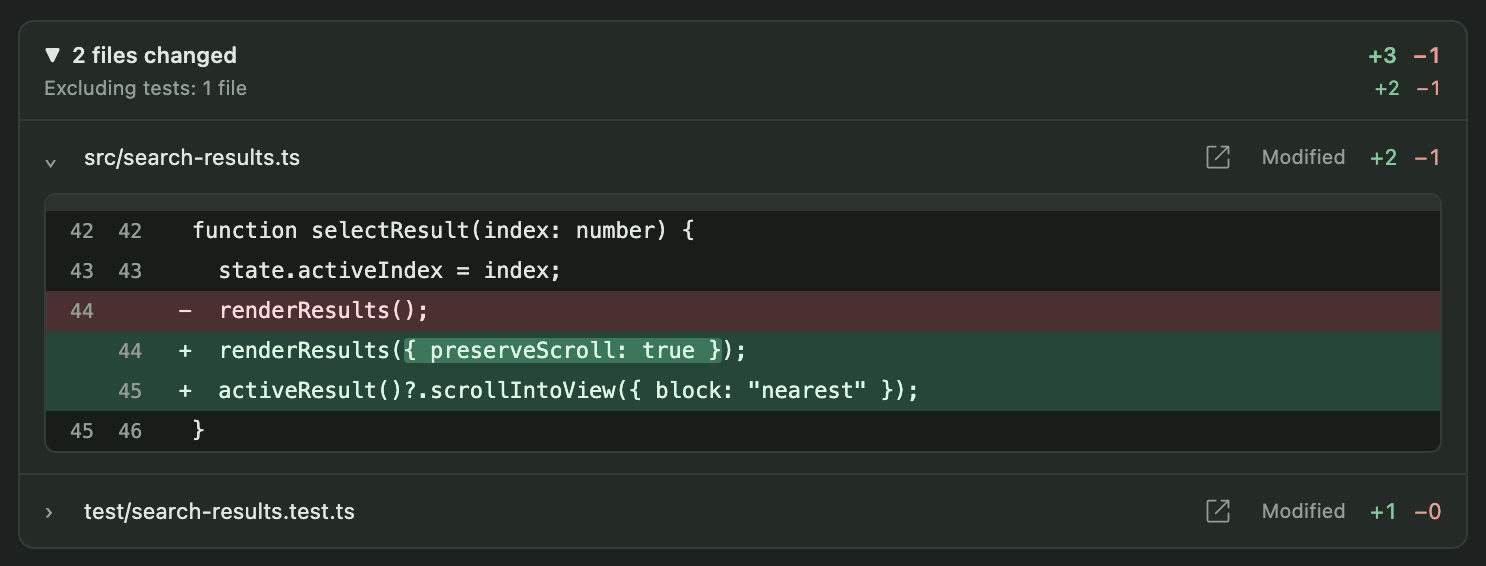 ▼ 2 files changed +3 −1
Excluding tests: 1 file +2 −1
⌄ src/search-results.ts Modified +2 −1
42 42 function selectResult(index: number) {
43 43   state.activeIndex = index;
44 − renderResults();
44 + renderResults({ preserveScroll: true });
45 + activeResult()?.scrollIntoView({ block: "nearest" });
45 46 }
› test/search-results.test.ts Modified +1 −0